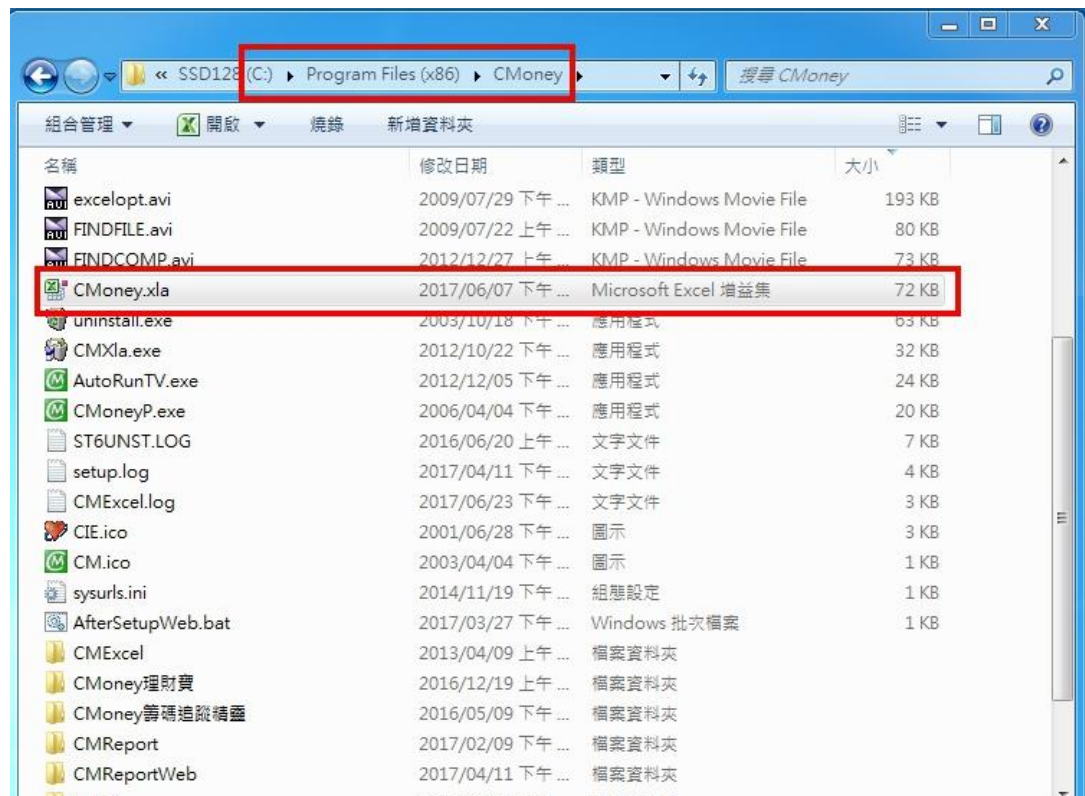 « SSD128 (C:) ▸ Program Files (x86) ▸ CMoney ▸ 搜尋 CMoney
組合管理 ▼ 開啟 ▼ 燒錄 新增資料夾
名稱 修改日期 類型 大小
excelopt.avi 2009/07/29 下午 ... KMP - Windows Movie File 193 KB
FINDFILE.avi 2009/07/22 上午 ... KMP - Windows Movie File 80 KB
FINDCOMP.avi 2012/12/27 上午 ... KMP - Windows Movie File 73 KB
CMoney.xla 2017/06/07 下午 ... Microsoft Excel 增益集 72 KB
uninstall.exe 2003/10/18 下午 ... 應用程式 63 KB
CMXla.exe 2012/10/22 下午 ... 應用程式 32 KB
AutoRunTV.exe 2012/12/05 下午 ... 應用程式 24 KB
CMoneyP.exe 2006/04/04 下午 ... 應用程式 20 KB
ST6UNST.LOG 2016/06/20 上午 ... 文字文件 7 KB
setup.log 2017/04/11 下午 ... 文字文件 4 KB
CMExcel.log 2017/06/23 下午 ... 文字文件 3 KB
CIE.ico 2001/06/28 下午 ... 圖示 3 KB
CM.ico 2003/04/04 下午 ... 圖示 1 KB
sysurls.ini 2014/11/19 下午 ... 組態設定 1 KB
AfterSetupWeb.bat 2017/03/27 下午 ... Windows 批次檔案 1 KB
CMExcel 2013/04/09 上午 ... 檔案資料夾
CMoney理財寶 2016/12/19 上午 ... 檔案資料夾
CMoney籌碼追蹤精靈 2016/05/09 下午 ... 檔案資料夾
CMReport 2017/02/09 下午 ... 檔案資料夾
CMReportWeb 2017/04/11 下午 ... 檔案資料夾